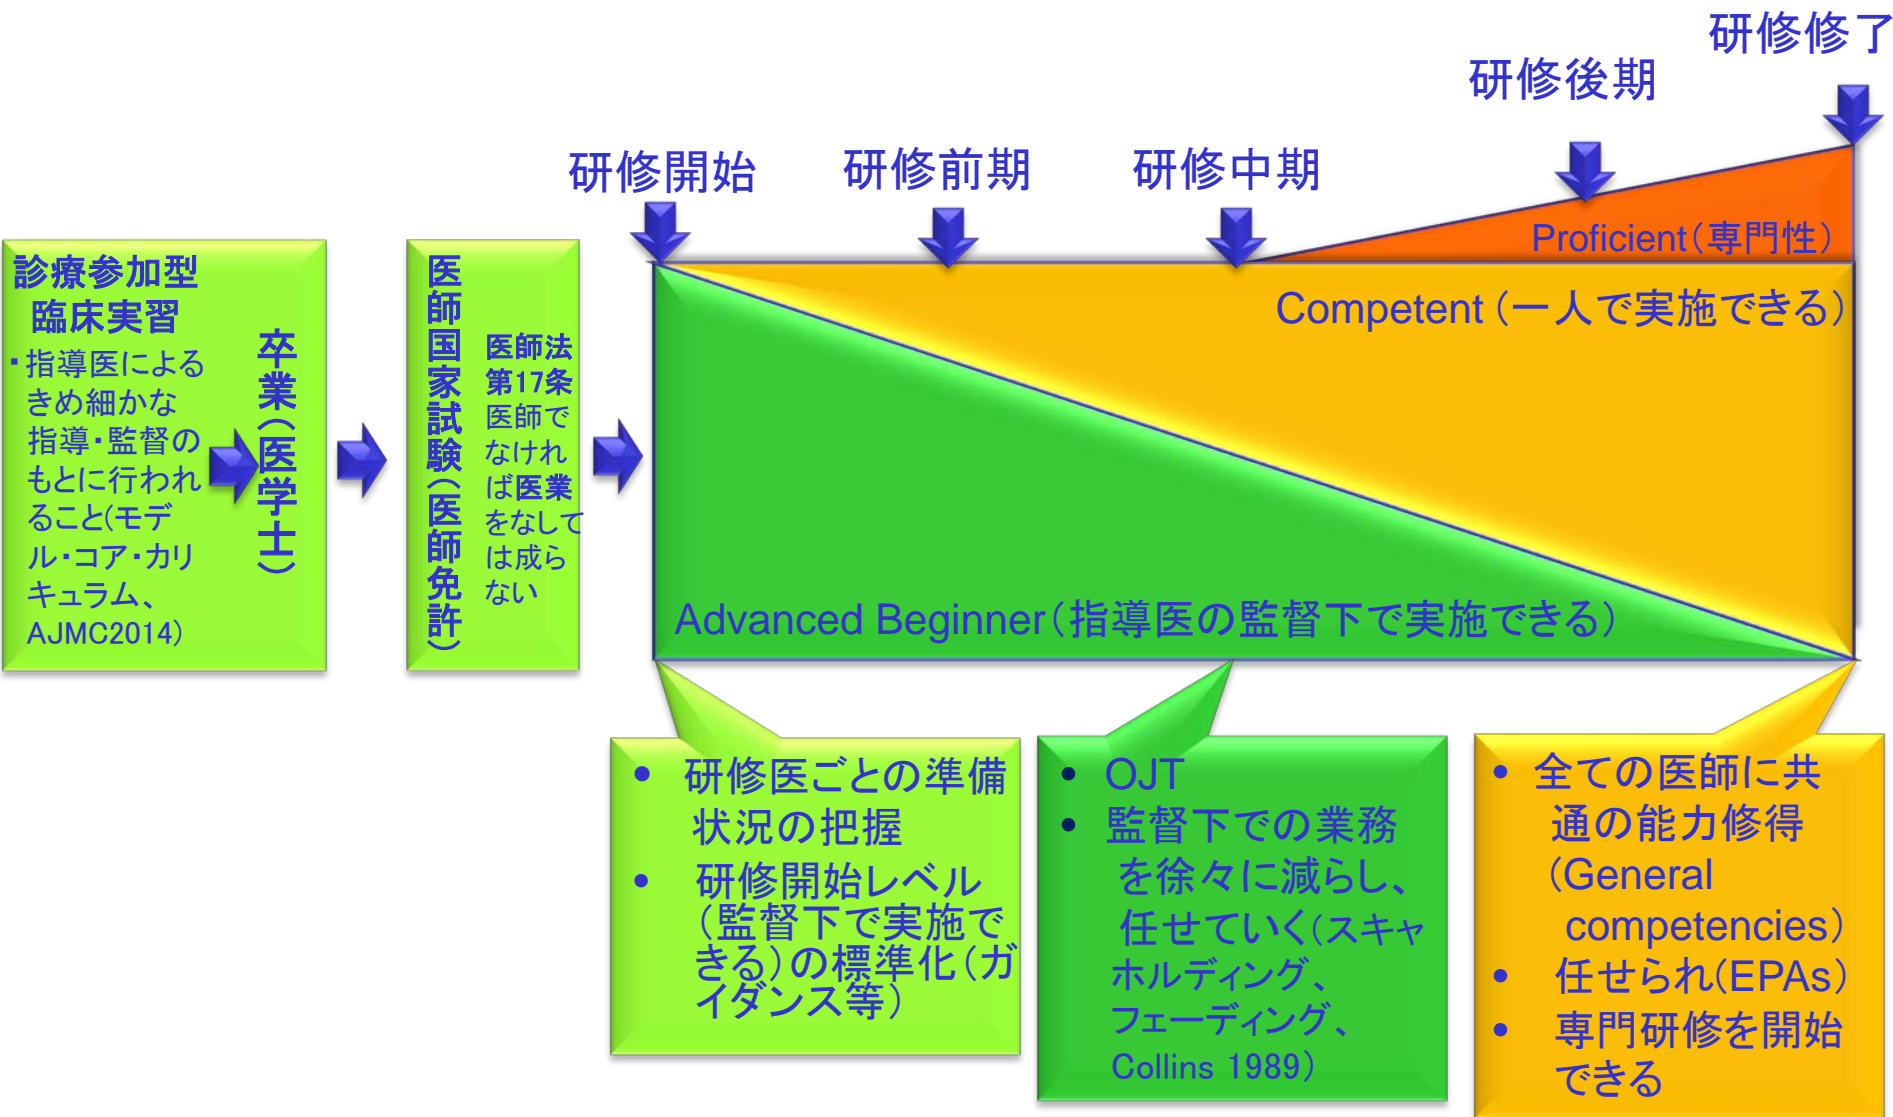 研修修了
研修後期
研修開始
研修前期
研修中期
診療参加型
臨床実習
・指導医による
きめ細かな
指導・監督の
もとに行われ
ること(モデ
ル・コア・カリ
キュラム、
AJMC2014)
卒業(医学士)
医師国家試験(医師免許)
医師法
第17条
医師で
なけれ
ば医業
をなして
は成ら
ない
Proficient(専門性)
Competent (一人で実施できる)
Advanced Beginner(指導医の監督下で実施できる)
• 研修医ごとの準備
状況の把握
• 研修開始レベル
(監督下で実施で
きる)の標準化(ガ
イダンス等)
• OJT
• 監督下での業務
を徐々に減らし、
任せていく(スキャ
ホルディング、
フェーディング、
Collins 1989)
• 全ての医師に共
通の能力修得
(General
competencies)
• 任せられ(EPAs)
• 専門研修を開始
できる